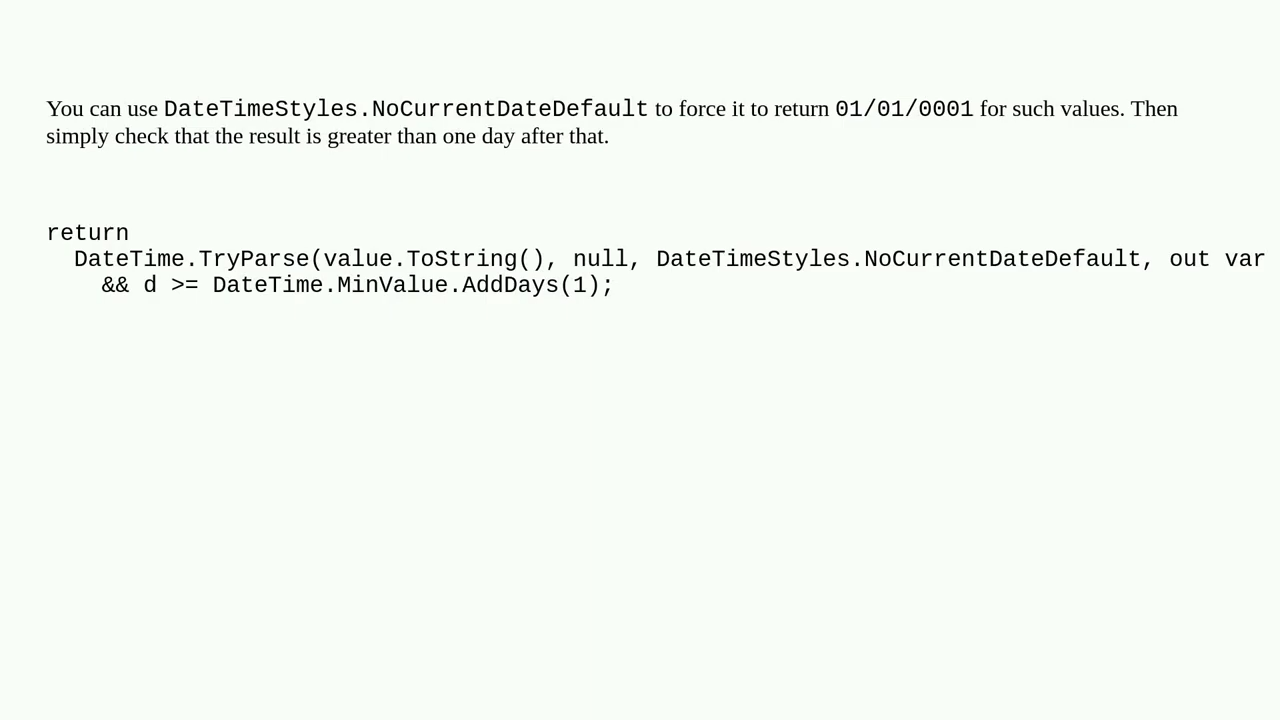 You can use DateTimeStyles.NoCurrentDateDefault to force it to return 01/01/0001 for such values. Then
simply check that the result is greater than one day after that.
return
  DateTime.TryParse(value.ToString(), null, DateTimeStyles.NoCurrentDateDefault, out var
    && d >= DateTime.MinValue.AddDays(1);